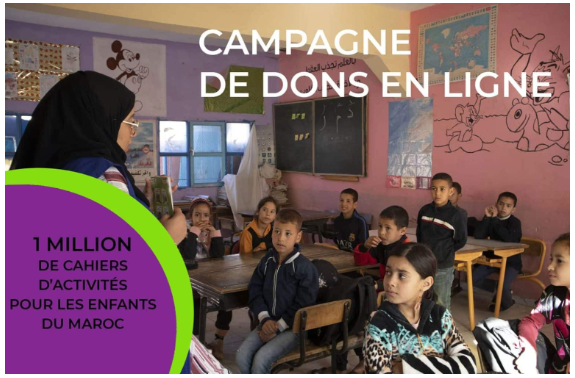 CAMPAGNE
DE DONS EN LIGNE
1 MILLION
DE CAHIERS
D'ACTIVITÉS
POUR LES ENFANTS
DU MAROC